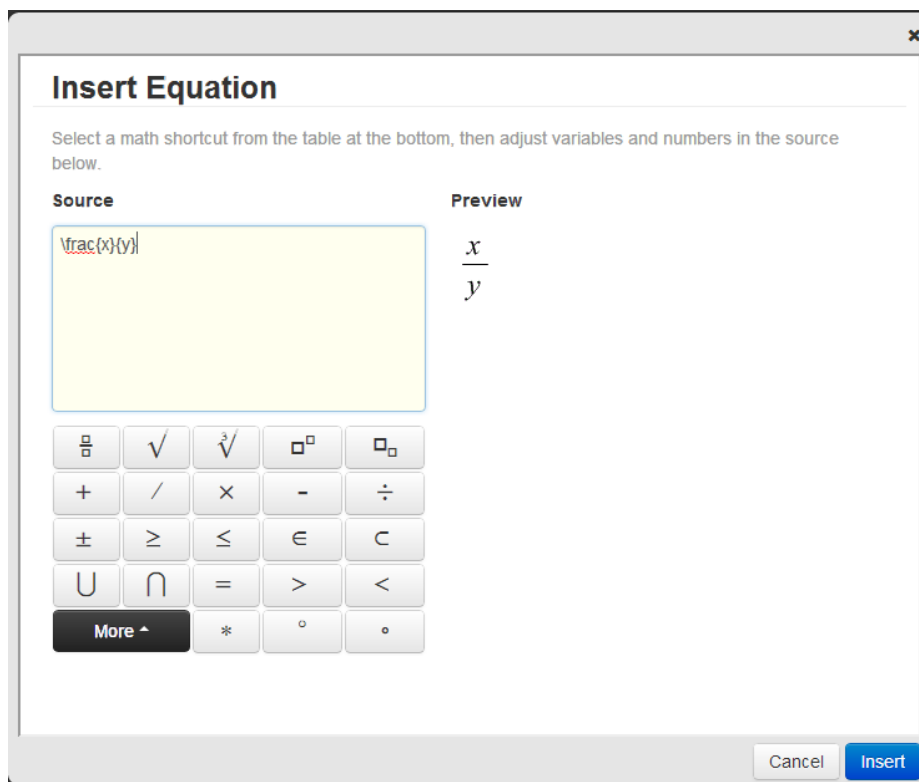 ×
Insert Equation
Select a math shortcut from the table at the bottom, then adjust variables and numbers in the source
below.
Source Preview
\frac{x}{y}
x
y
□/□ √ ∛ □^□ □_□
+ / × - ÷
± ≥ ≤ ∈ ⊂
⋃ ⋂ = > <
More * ° ∘
Cancel Insert